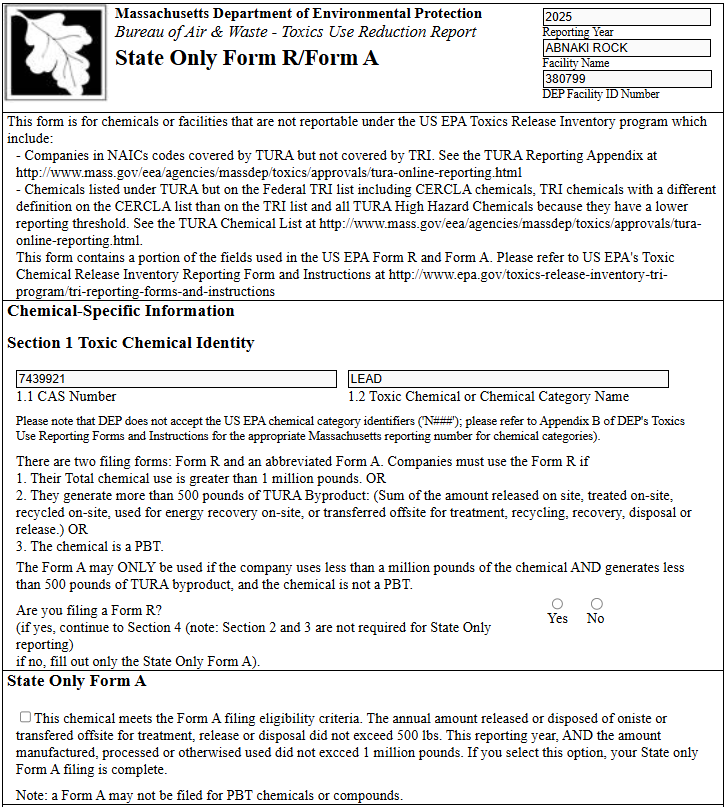 Massachusetts Department of Environmental Protection
Bureau of Air & Waste - Toxics Use Reduction Report
State Only Form R/Form A
2025
Reporting Year
ABNAKI ROCK
Facility Name
380799
DEP Facility ID Number
This form is for chemicals or facilities that are not reportable under the US EPA Toxics Release Inventory program which
include:
- Companies in NAICs codes covered by TURA but not covered by TRI. See the TURA Reporting Appendix at
http://www.mass.gov/eea/agencies/massdep/toxics/approvals/tura-online-reporting.html
- Chemicals listed under TURA but on the Federal TRI list including CERCLA chemicals, TRI chemicals with a different
definition on the CERCLA list than on the TRI list and all TURA High Hazard Chemicals because they have a lower
reporting threshold. See the TURA Chemical List at http://www.mass.gov/eea/agencies/massdep/toxics/approvals/tura-
online-reporting.html.
This form contains a portion of the fields used in the US EPA Form R and Form A. Please refer to US EPA's Toxic
Chemical Release Inventory Reporting Form and Instructions at http://www.epa.gov/toxics-release-inventory-tri-
program/tri-reporting-forms-and-instructions
Chemical-Specific Information
Section 1 Toxic Chemical Identity
7439921
LEAD
1.1 CAS Number
1.2 Toxic Chemical or Chemical Category Name
Please note that DEP does not accept the US EPA chemical category identifiers ('N###'); please refer to Appendix B of DEP's Toxics
Use Reporting Forms and Instructions for the appropriate Massachusetts reporting number for chemical categories).
There are two filing forms: Form R and an abbreviated Form A. Companies must use the Form R if
1. Their Total chemical use is greater than 1 million pounds. OR
2. They generate more than 500 pounds of TURA Byproduct: (Sum of the amount released on site, treated on-site,
recycled on-site, used for energy recovery on-site, or transferred offsite for treatment, recycling, recovery, disposal or
release.) OR
3. The chemical is a PBT.
The Form A may ONLY be used if the company uses less than a million pounds of the chemical AND generates less
than 500 pounds of TURA byproduct, and the chemical is not a PBT.
Are you filing a Form R?
(if yes, continue to Section 4 (note: Section 2 and 3 are not required for State Only
reporting)
if no, fill out only the State Only Form A).
Yes No
State Only Form A
This chemical meets the Form A filing eligibility criteria. The annual amount released or disposed of oniste or
transfered offsite for treatment, release or disposal did not exceed 500 lbs. This reporting year, AND the amount
manufactured, processed or otherwised used did not excced 1 million pounds. If you select this option, your State only
Form A filing is complete.
Note: a Form A may not be filed for PBT chemicals or compounds.